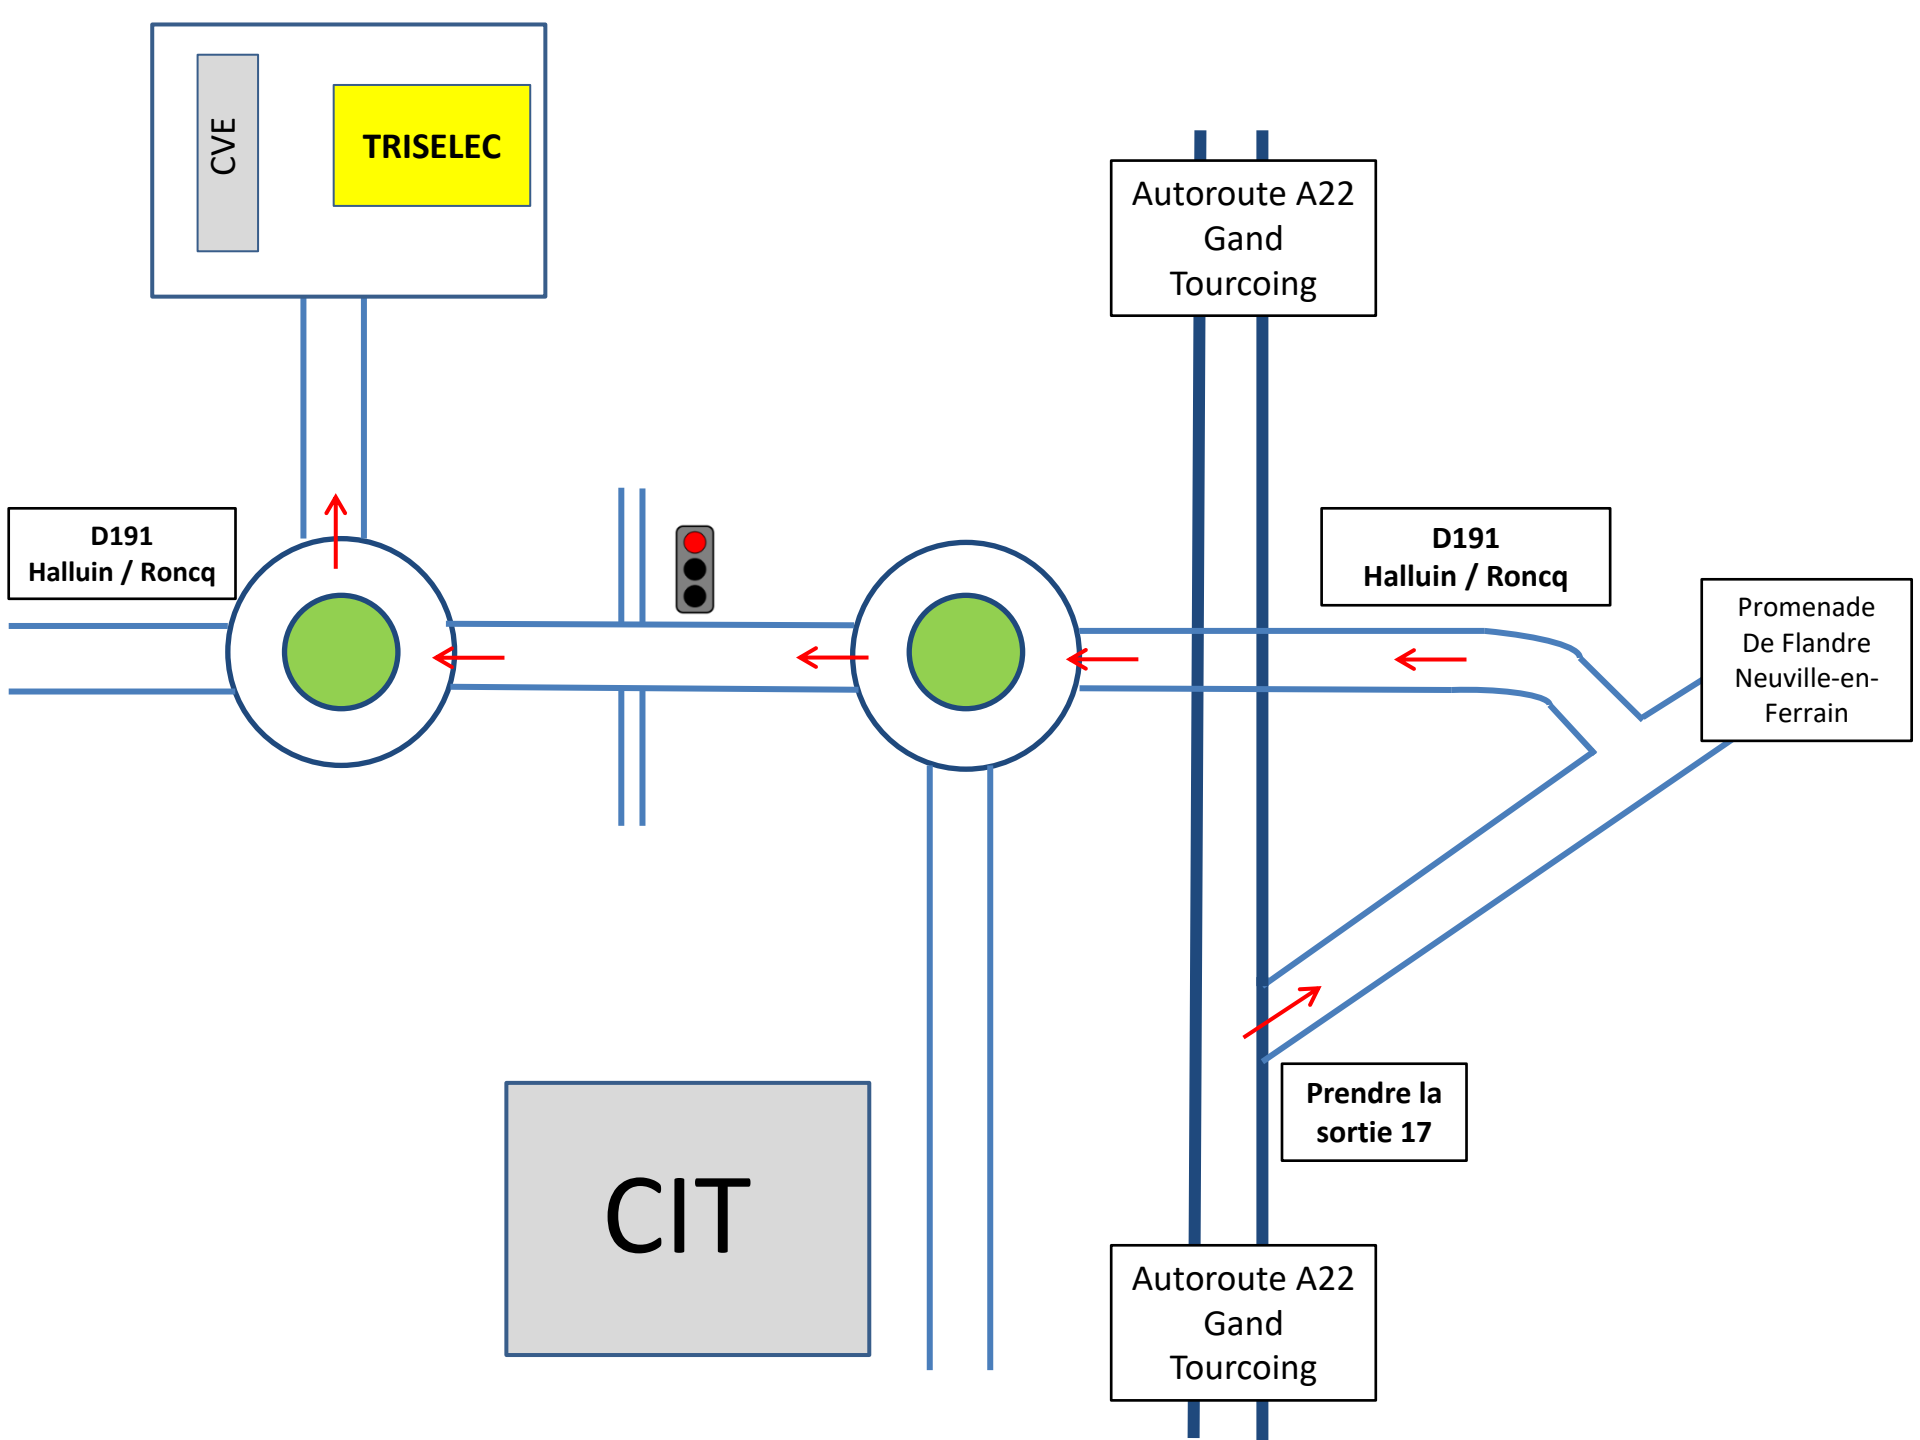 CVE
TRISELEC
Autoroute A22
Gand
Tourcoing
D191
Halluin / Roncq
D191
Halluin / Roncq
Promenade
De Flandre
Neuville-en-
Ferrain
Prendre la
sortie 17
CIT
Autoroute A22
Gand
Tourcoing